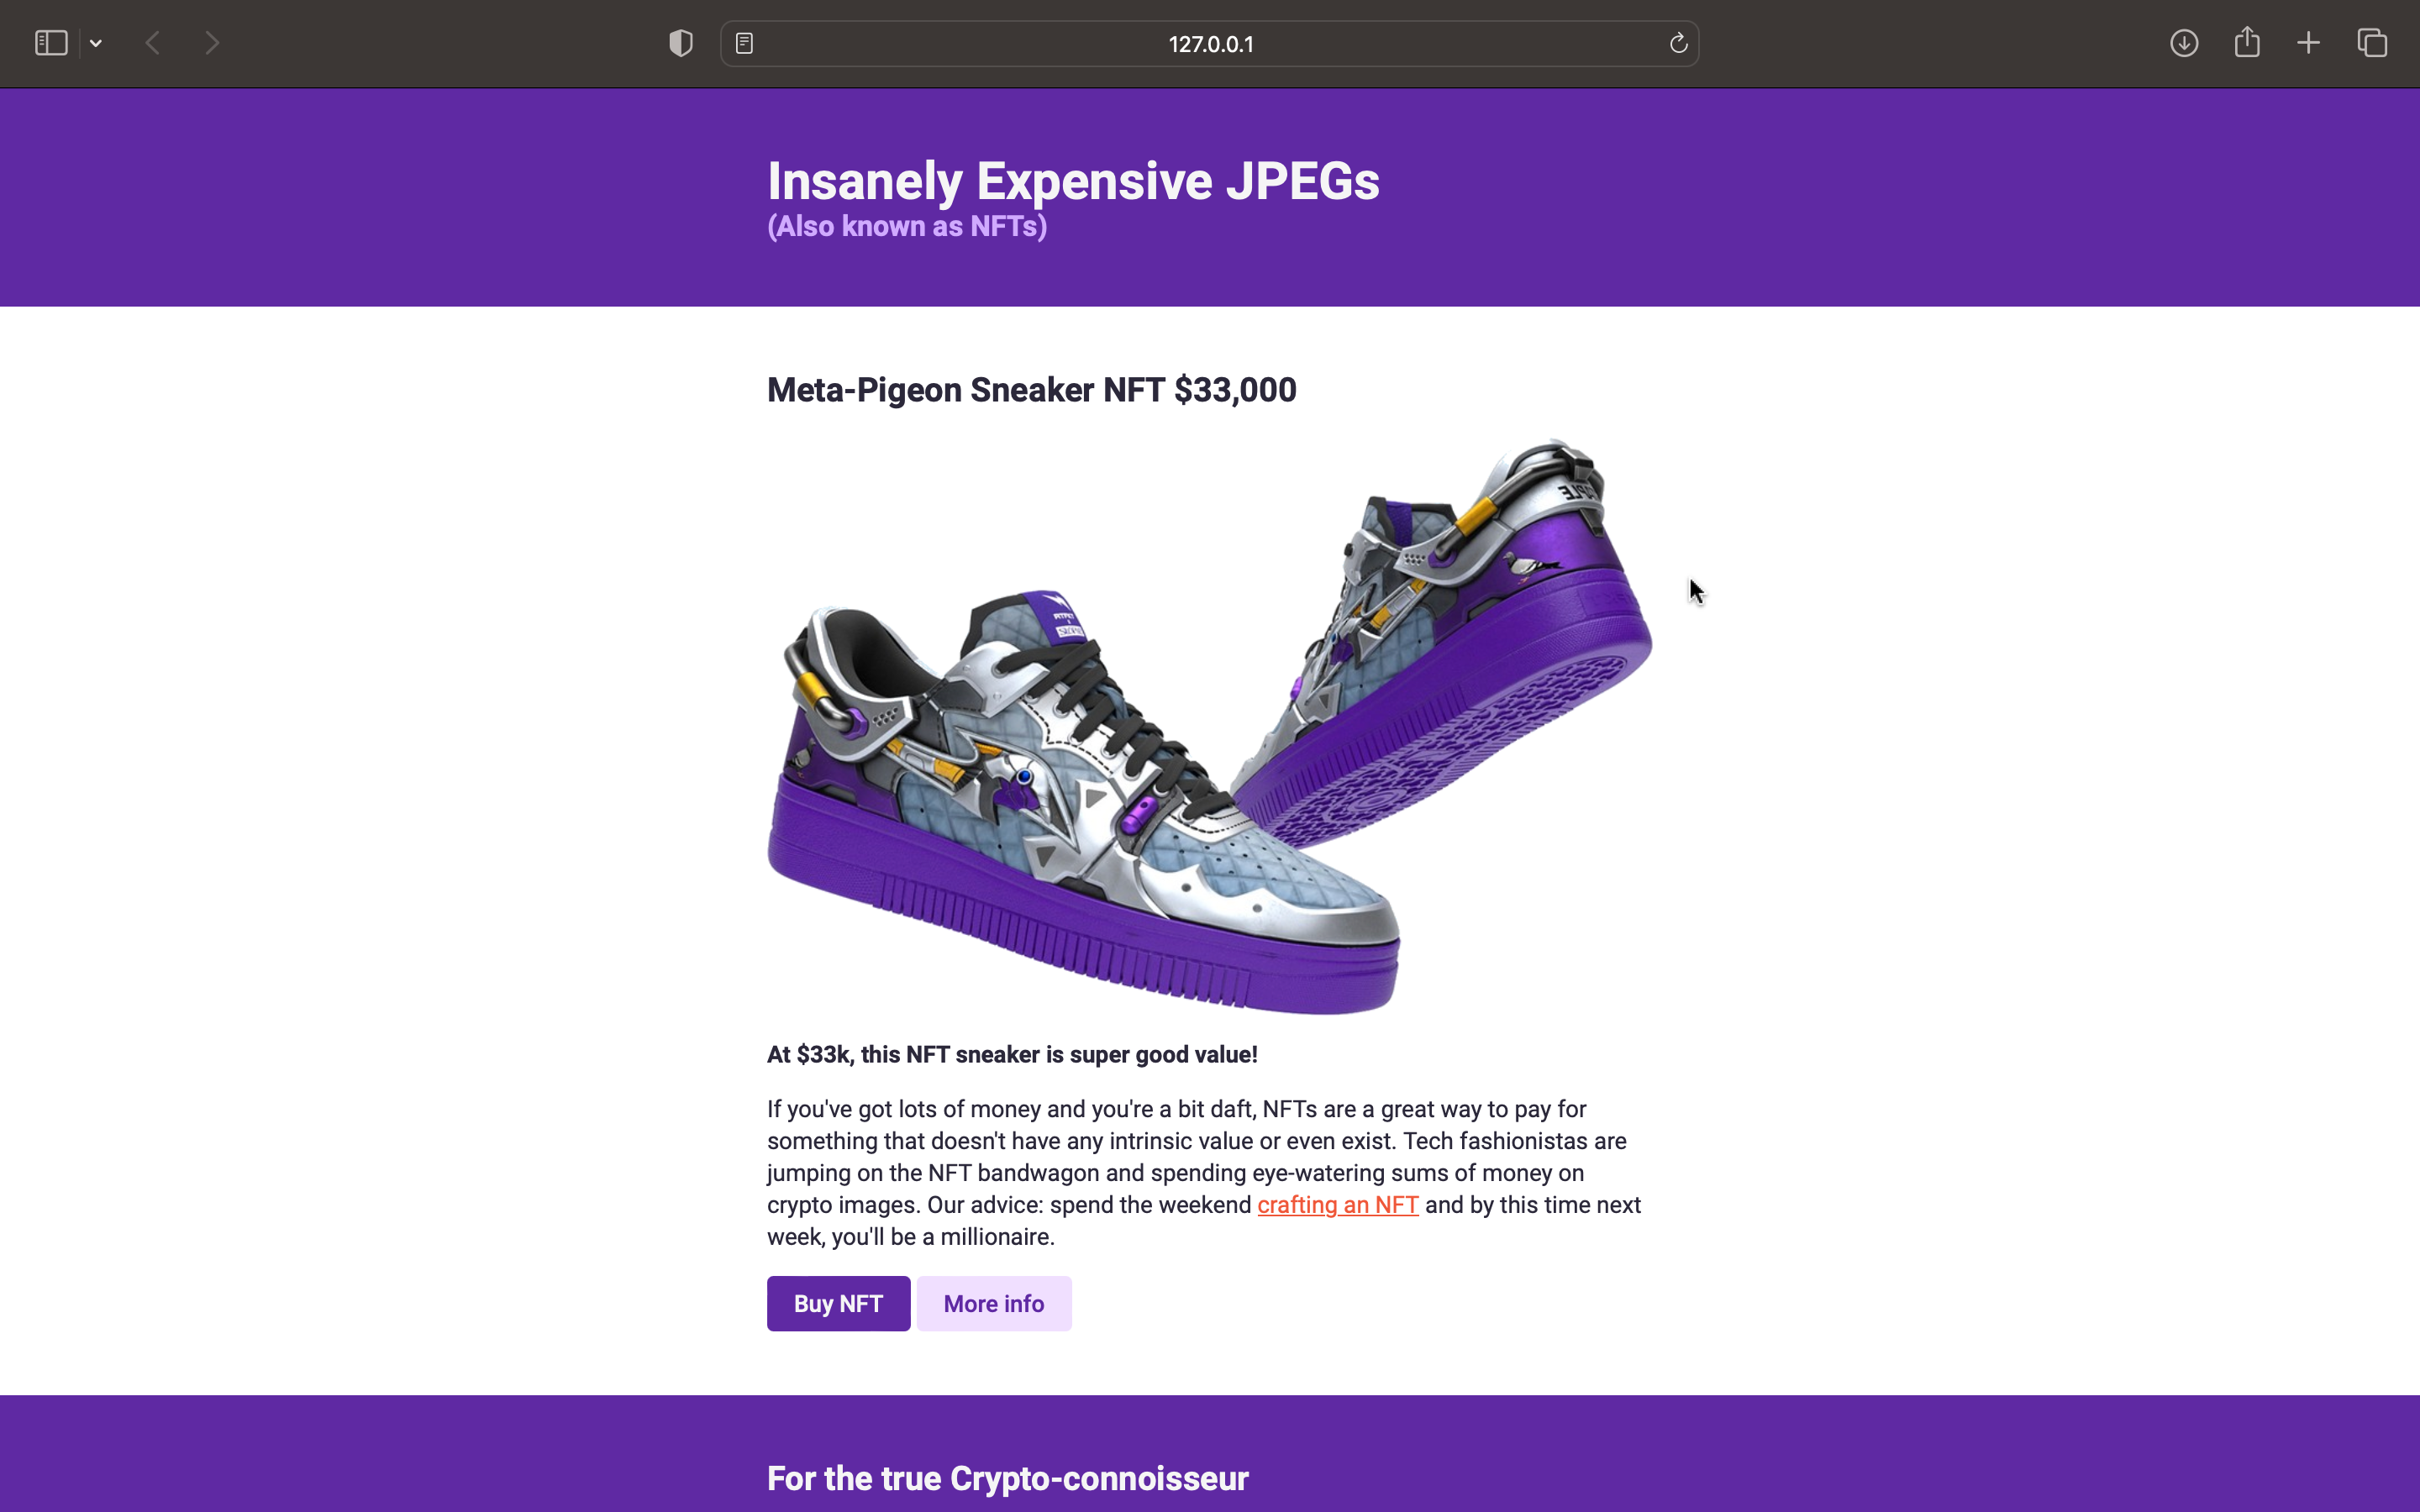 127.0.0.1
Insanely Expensive JPEGs
(Also known as NFTs)
Meta-Pigeon Sneaker NFT $33,000
At $33k, this NFT sneaker is super good value!
If you've got lots of money and you're a bit daft, NFTs are a great way to pay for
something that doesn't have any intrinsic value or even exist. Tech fashionistas are
jumping on the NFT bandwagon and spending eye-watering sums of money on
crypto images. Our advice: spend the weekend crafting an NFT and by this time next
week, you'll be a millionaire.
Buy NFT
More info
For the true Crypto-connoisseur